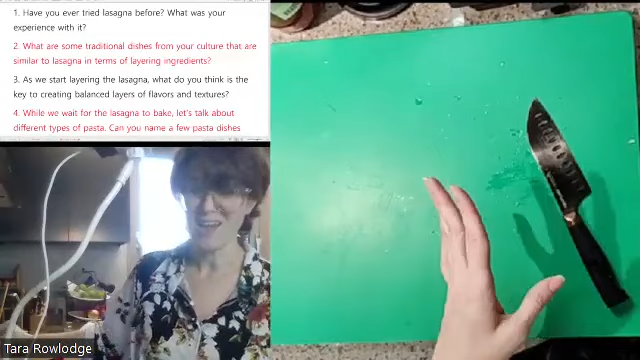 1. Have you ever tried lasagna before? What was your
experience with it?
2. What are some traditional dishes from your culture that are
similar to lasagna in terms of layering ingredients?
3. As we start layering the lasagna, what do you think is the
key to creating balanced layers of flavors and textures?
4. While we wait for the lasagna to bake, let's talk about
different types of pasta. Can you name a few pasta dishes
Tara Rowlodge